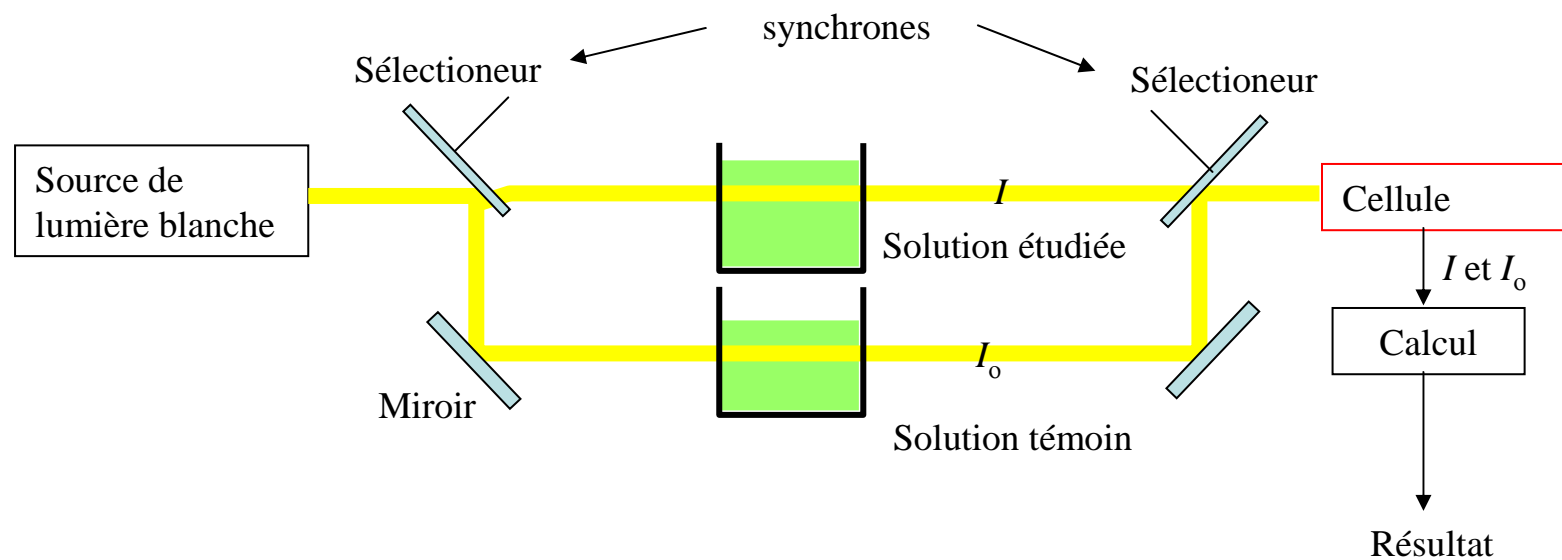 synchrones
Sélectioneur
Sélectioneur
Source de
lumière blanche
I
Cellule
Solution étudiée
I et Io
Io
Calcul
Miroir
Solution témoin
Résultat